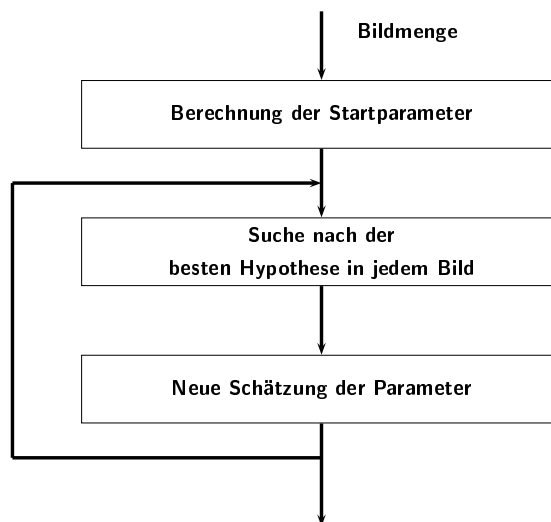 Bildmenge
Berechnung der Startparameter
Suche nach der
besten Hypothese in jedem Bild
Neue Schätzung der Parameter